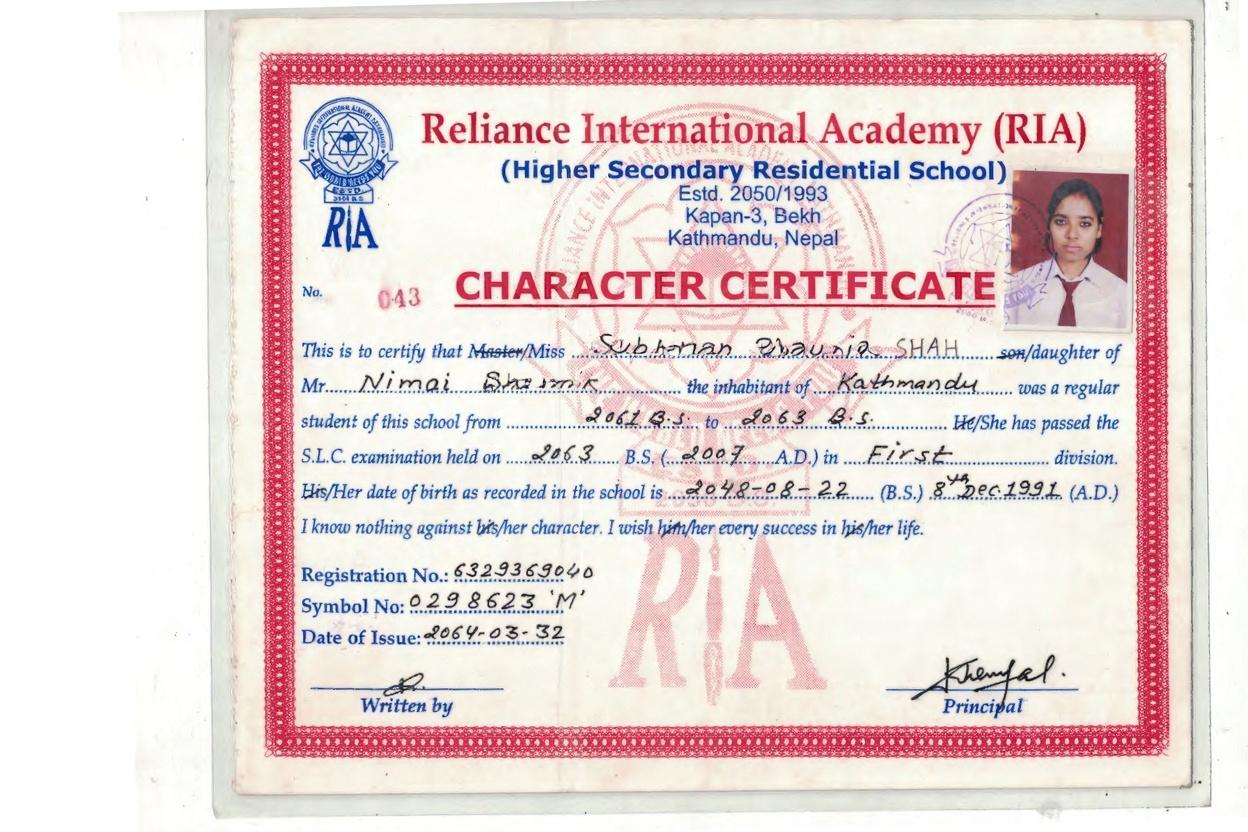 Reliance International Academy (RIA)
(Higher Secondary Residential School)
Estd. 2050/1993
Kapan-3, Bekh
Kathmandu, Nepal
RIA
No. 043
CHARACTER CERTIFICATE
This is to certify that Master/Miss SHAH son/daughter of
Mr. Nimai the inhabitant of Kathmandu was a regular
student of this school from 2061 B.S. to 2063 B.S. He/She has passed the
S.L.C. examination held on 2063 B.S. ( 2007 A.D.) in First division.
His/Her date of birth as recorded in the school is 2048-08-22 (B.S.) 8th Dec.1991 (A.D.)
I know nothing against his/her character. I wish him/her every success in his/her life.
Registration No.: 6329369040
Symbol No: 0298623 'M'
Date of Issue: 2064-03-32
Written by
Principal
RIA